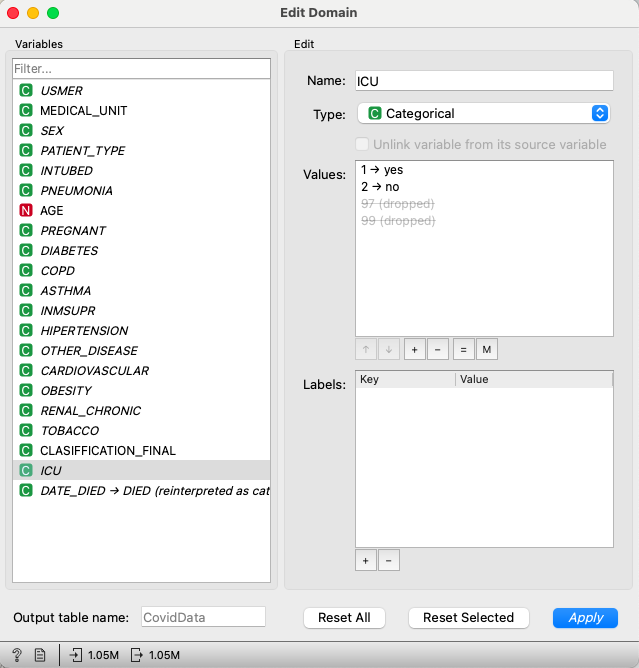 Edit Domain
Variables
Edit
Filter...
C USMER
C MEDICAL_UNIT
C SEX
C PATIENT_TYPE
C INTUBED
C PNEUMONIA
N AGE
C PREGNANT
C DIABETES
C COPD
C ASTHMA
C INMSUPR
C HIPERTENSION
C OTHER_DISEASE
C CARDIOVASCULAR
C OBESITY
C RENAL_CHRONIC
C TOBACCO
C CLASIFFICATION_FINAL
C ICU
C DATE_DIED → DIED (reinterpreted as cat
Name: ICU
Type: C Categorical
Unlink variable from its source variable
Values: 1 → yes
2 → no
97 (dropped)
99 (dropped)
↑ ↓ + − = M
Labels: Key Value
+ −
Output table name: CovidData Reset All Reset Selected Apply
? 1.05M 1.05M